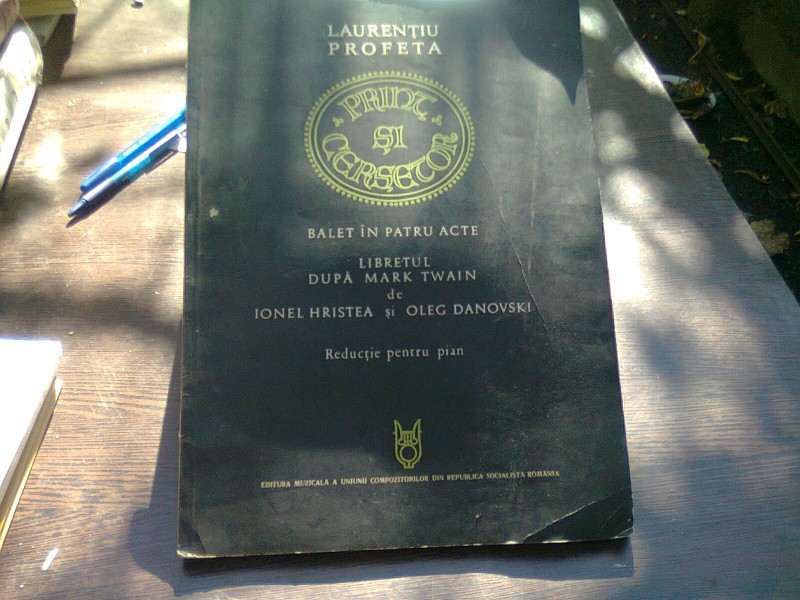 LAURENȚIU
PROFETA
PRINȚ
ȘI
CERȘETOR
BALET ÎN PATRU ACTE
LIBRETUL
DUPĂ MARK TWAIN
de
IONEL HRISTEA și OLEG DANOVSKI
Reducție pentru pian
EDITURA MUZICALA A UNIUNII COMPOZITORILOR DIN REPUBLICA SOCIALISTA ROMÂNIA